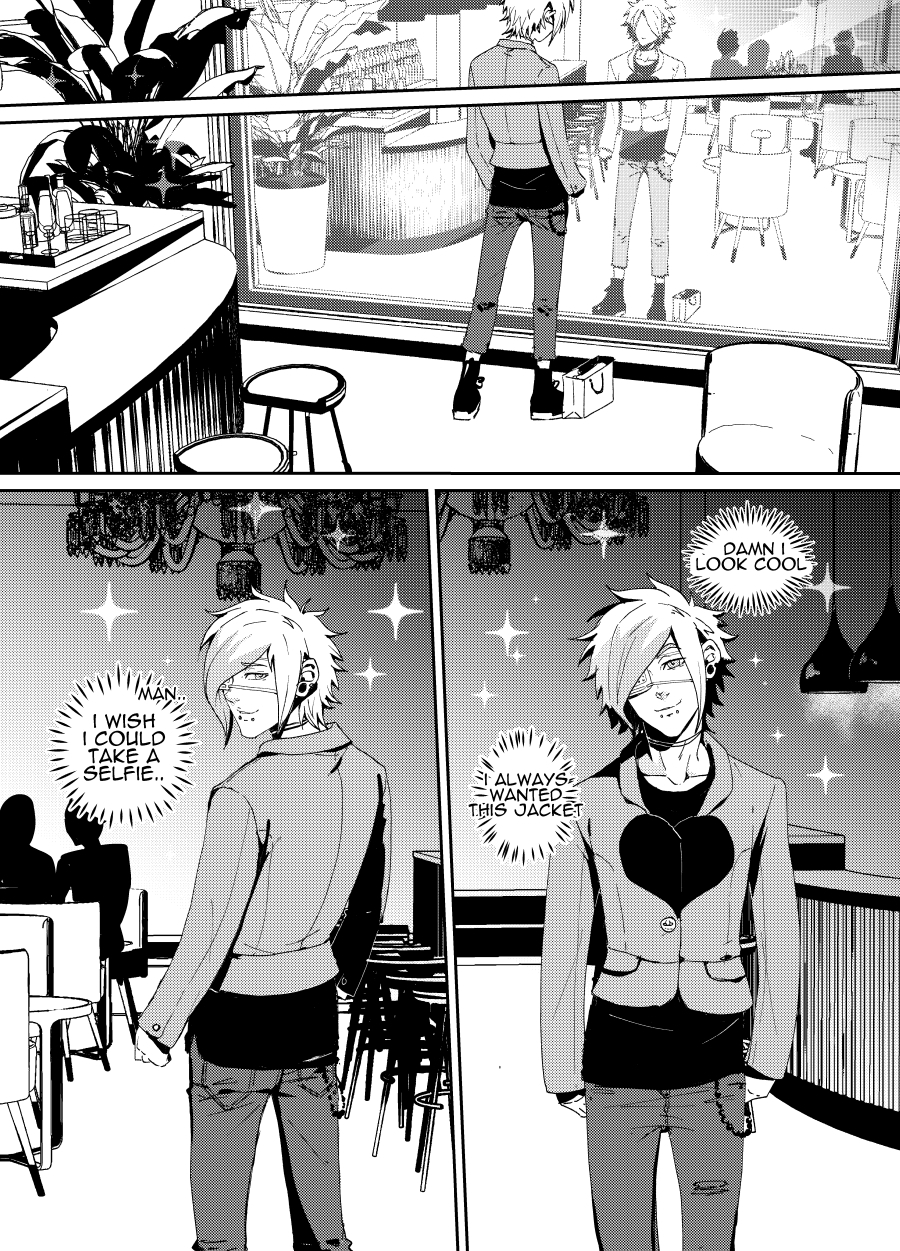 MAN..
I WISH
I COULD
TAKE A
SELFIE..
DAMN I
LOOK COOL
I ALWAYS
WANTED
THIS JACKET